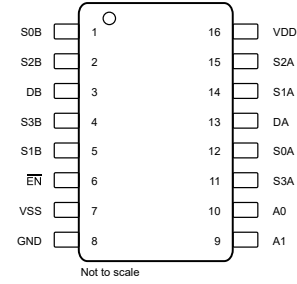 S0B 1 16 VDD
S2B 2 15 S2A
DB 3 14 S1A
S3B 4 13 DA
S1B 5 12 S0A
E̅N̅ 6 11 S3A
VSS 7 10 A0
GND 8 9 A1
Not to scale